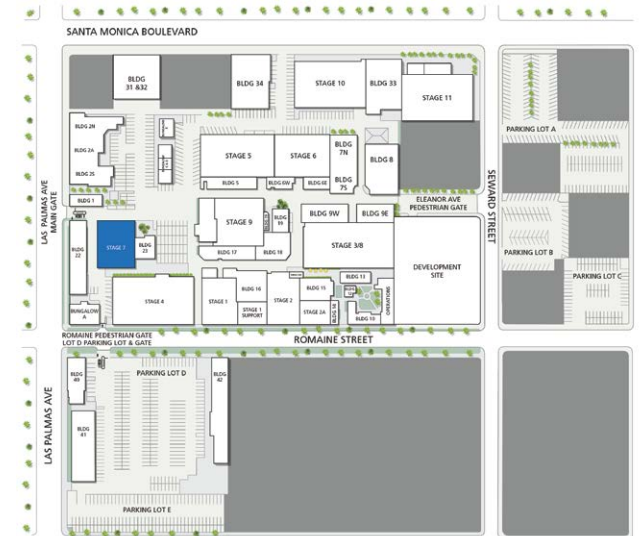 SANTA MONICA BOULEVARD
BLDG
31 &32
BLDG 34
STAGE 10
BLDG 33
STAGE 11
PARKING LOT A
BLDG 2N
BLDG 2A
BLDG 2S
STAGE 5
STAGE 6
BLDG
7N
BLDG
7S
BLDG 8
BLDG 5
BLDG 6W
BLDG 6E
LAS PALMAS AVE
MAIN GATE
BLDG 1
ELEANOR AVE
PEDESTRIAN GATE
SEWARD STREET
BLDG
22
STAGE 7
BLDG
23
STAGE 9
BLDG 9W
BLDG 9E
STAGE 3/8
BLDG 17
BLDG 18
DEVELOPMENT
SITE
PARKING LOT B
PARKING LOT C
BUNGALOW
A
STAGE 4
STAGE 1
BLDG 16
STAGE 1
SUPPORT
STAGE 2
BLDG 15
STAGE 2A
BLDG 13
BLDG 10
OPERATIONS
ROMAINE PEDESTRIAN GATE
LOT D PARKING LOT & GATE
ROMAINE STREET
LAS PALMAS AVE
BLDG
40
PARKING LOT D
BLDG
42
BLDG
41
PARKING LOT E